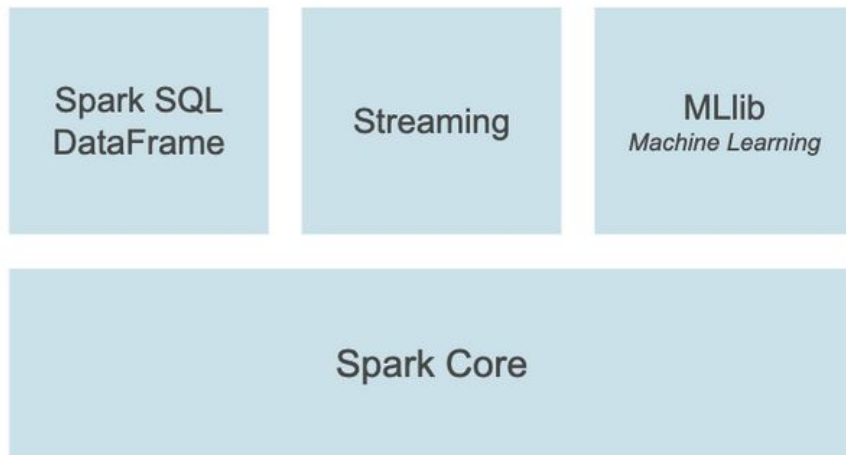 Spark SQL
DataFrame
Streaming
MLlib
Machine Learning
Spark Core